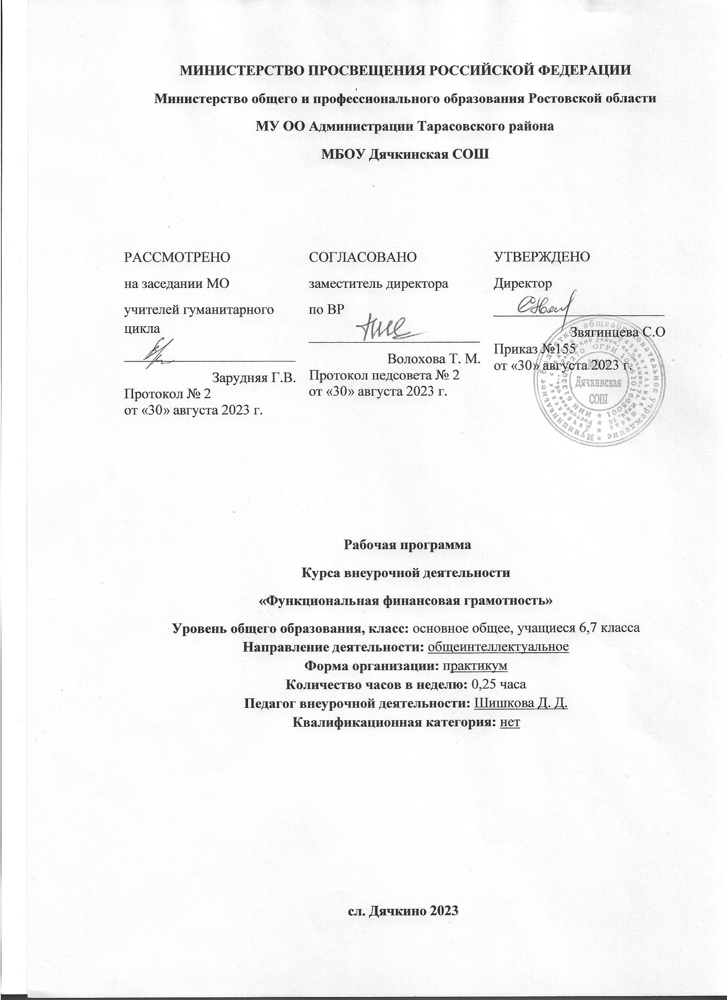 МИНИСТЕРСТВО ПРОСВЕЩЕНИЯ РОССИЙСКОЙ ФЕДЕРАЦИИ
Министерство общего и профессионального образования Ростовской области
МУ ОО Администрации Тарасовского района
МБОУ Дячкинская СОШ
РАССМОТРЕНО
на заседании МО
учителей гуманитарного
цикла
Зарудняя Г.В.
Протокол № 2
от «30» августа 2023 г.
СОГЛАСОВАНО
заместитель директора
по ВР
Волохова Т. М.
Протокол педсовета № 2
от «30» августа 2023 г.
УТВЕРЖДЕНО
Директор
Звягинцева С.О
Приказ №155
от «30» августа 2023 г.
Дячкинская
СОШ
Рабочая программа
Курса внеурочной деятельности
«Функциональная финансовая грамотность»
Уровень общего образования, класс: основное общее, учащиеся 6,7 класса
Направление деятельности: общеинтеллектуальное
Форма организации: практикум
Количество часов в неделю: 0,25 часа
Педагог внеурочной деятельности: Шишкова Д. Д.
Квалификационная категория: нет
сл. Дячкино 2023